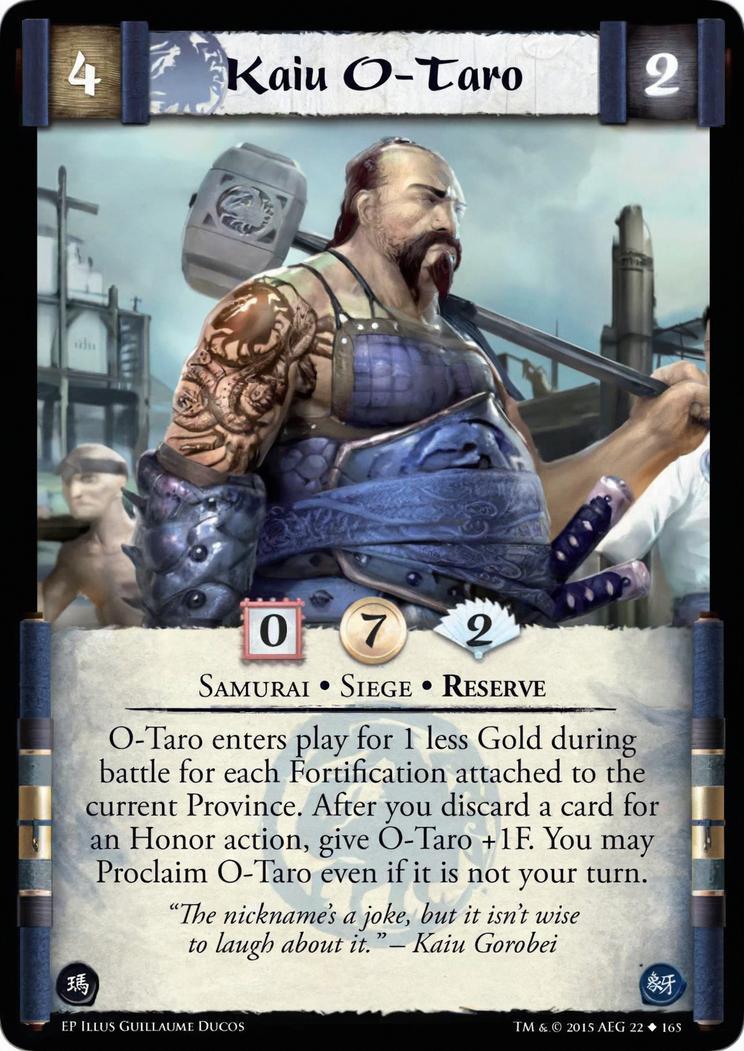 4 Kaiu O-Taro 2
0 7 2
Samurai • Siege • Reserve
O-Taro enters play for 1 less Gold during
battle for each Fortification attached to the
current Province. After you discard a card for
an Honor action, give O-Taro +1F. You may
Proclaim O-Taro even if it is not your turn.
“The nickname’s a joke, but it isn’t wise
to laugh about it.” – Kaiu Gorobei
瑪 象牙
EP Illus Guillaume Ducos TM & © 2015 AEG 22 ◆ 165